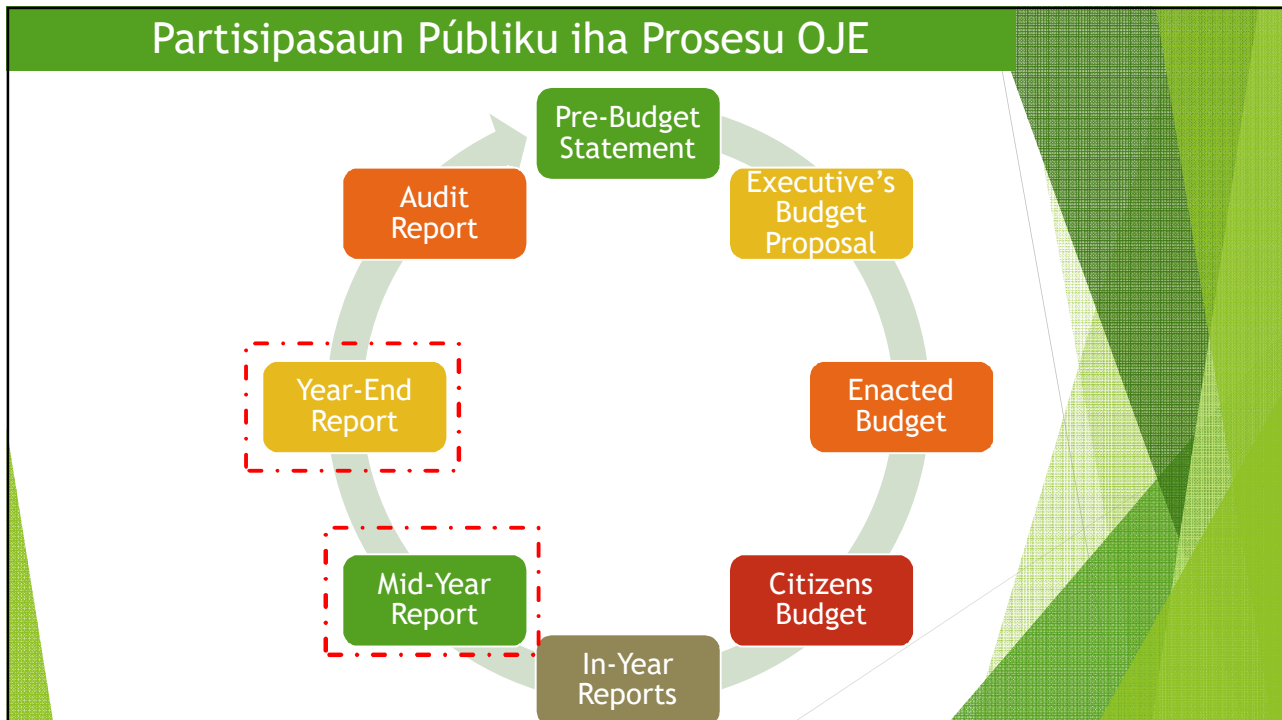 Partisipasaun Públiku iha Prosesu OJE
Pre-Budget
Statement
Executive’s
Budget
Proposal
Enacted
Budget
Citizens
Budget
In-Year
Reports
Mid-Year
Report
Year-End
Report
Audit
Report